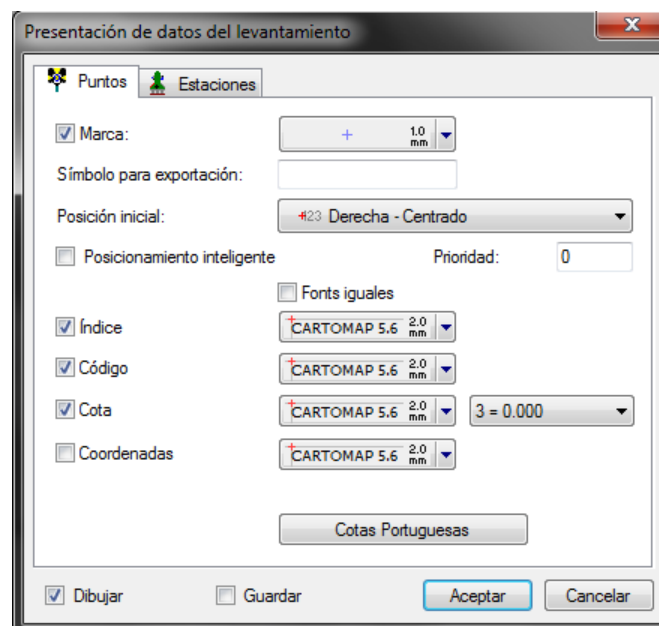 Presentación de datos del levantamiento
Puntos Estaciones
Marca: 1.0 mm
Símbolo para exportación:
Posición inicial: 123 Derecha - Centrado
Posicionamiento inteligente Prioridad: 0
Fonts iguales
Índice CARTOMAP 5.6 2.0 mm
Código CARTOMAP 5.6 2.0 mm
Cota CARTOMAP 5.6 2.0 mm 3 = 0.000
Coordenadas CARTOMAP 5.6 2.0 mm
Cotas Portuguesas
Dibujar Guardar Aceptar Cancelar